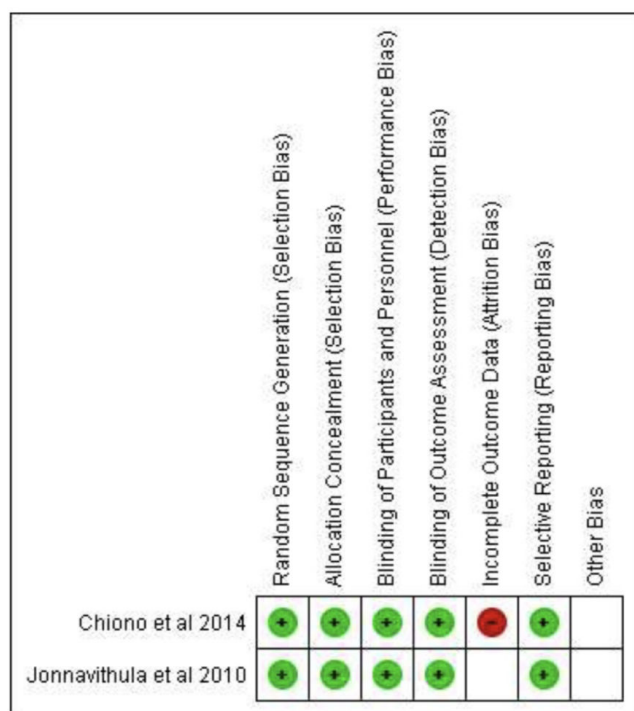 Random Sequence Generation (Selection Bias)
Allocation Concealment (Selection Bias)
Blinding of Participants and Personnel (Performance Bias)
Blinding of Outcome Assessment (Detection Bias)
Incomplete Outcome Data (Attrition Bias)
Selective Reporting (Reporting Bias)
Other Bias
Chiono et al 2014 + + + + - +
Jonnavithula et al 2010 + + + + +